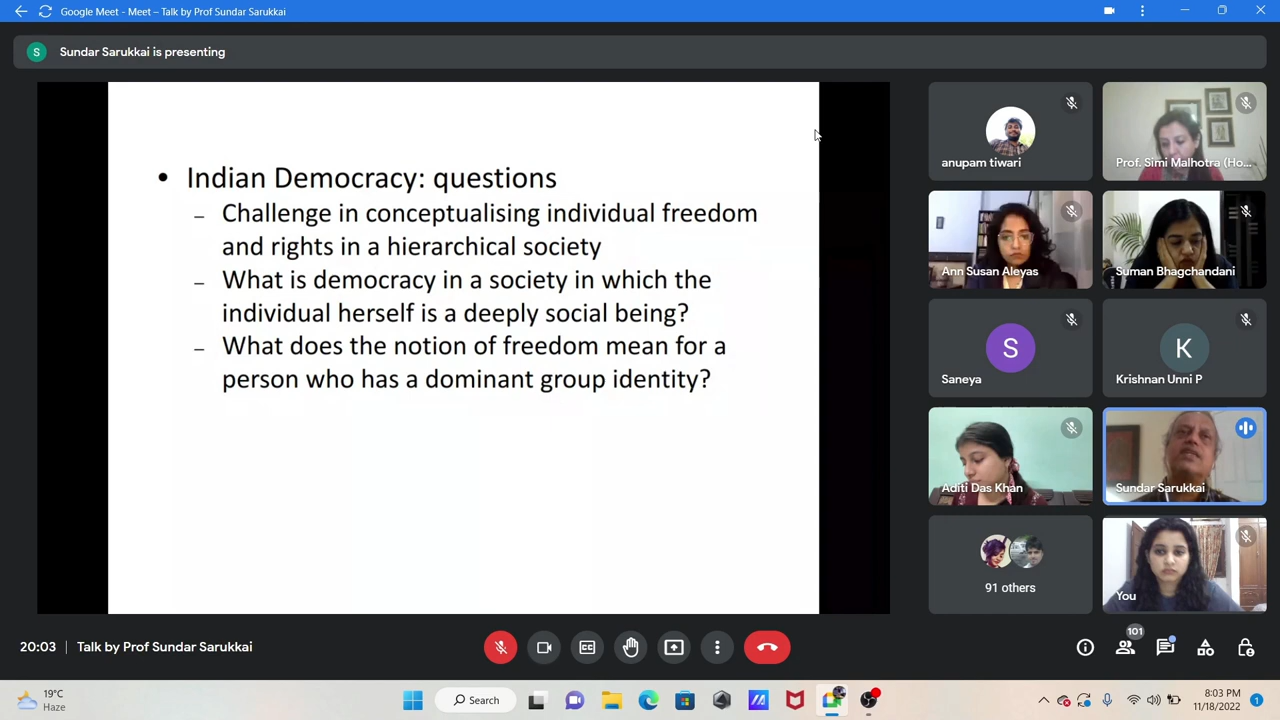 Google Meet - Meet – Talk by Prof Sundar Sarukkai
S
Sundar Sarukkai is presenting
• Indian Democracy: questions
– Challenge in conceptualising individual freedom
and rights in a hierarchical society
– What is democracy in a society in which the
individual herself is a deeply social being?
– What does the notion of freedom mean for a
person who has a dominant group identity?
anupam tiwari
Prof. Simi Malhotra (Ho...
Ann Susan Aleyas
Suman Bhagchandani
S
Saneya
K
Krishnan Unni P
Aditi Das Khan
Sundar Sarukkai
91 others
You
20:03 | Talk by Prof Sundar Sarukkai
101
19°C
Haze
Search
8:03 PM
11/18/2022
1